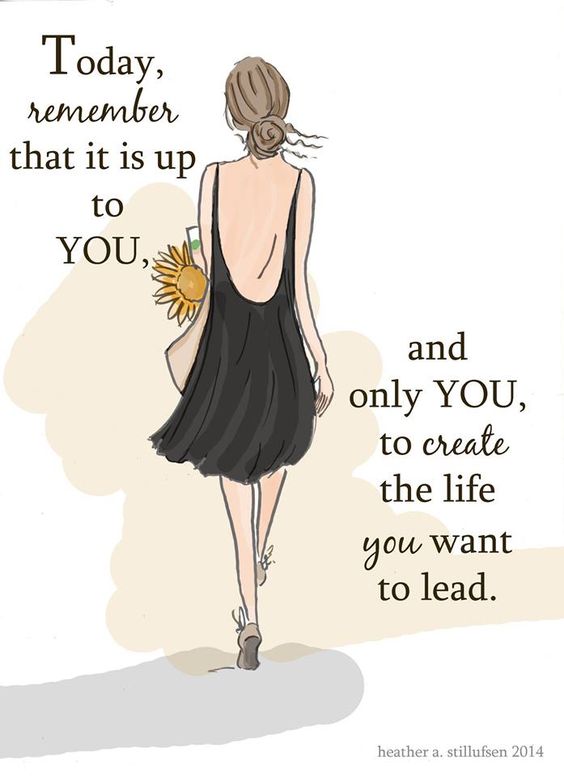 Today,
remember
that it is up
to
YOU,
and
only YOU,
to create
the life
you want
to lead.
heather a. stillufsen 2014